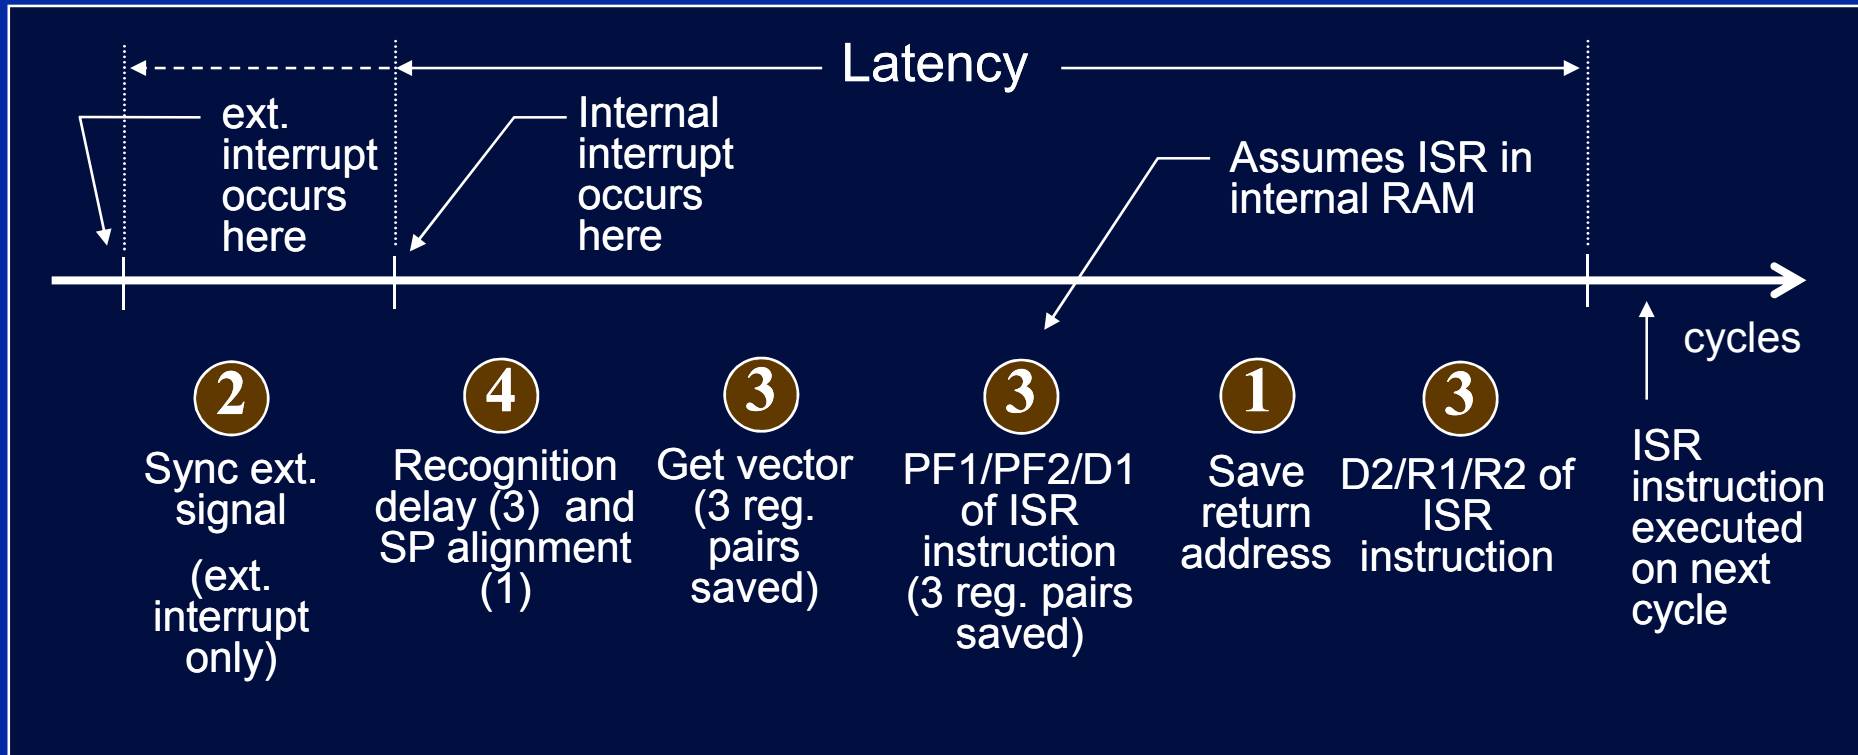 Latency
ext.
interrupt
occurs
here
Internal
interrupt
occurs
here
Assumes ISR in
internal RAM
cycles
2
Sync ext.
signal
(ext.
interrupt
only)
4
Recognition
delay (3) and
SP alignment
(1)
3
Get vector
(3 reg.
pairs
saved)
3
PF1/PF2/D1
of ISR
instruction
(3 reg. pairs
saved)
1
Save
return
address
3
D2/R1/R2 of
ISR
instruction
ISR
instruction
executed
on next
cycle